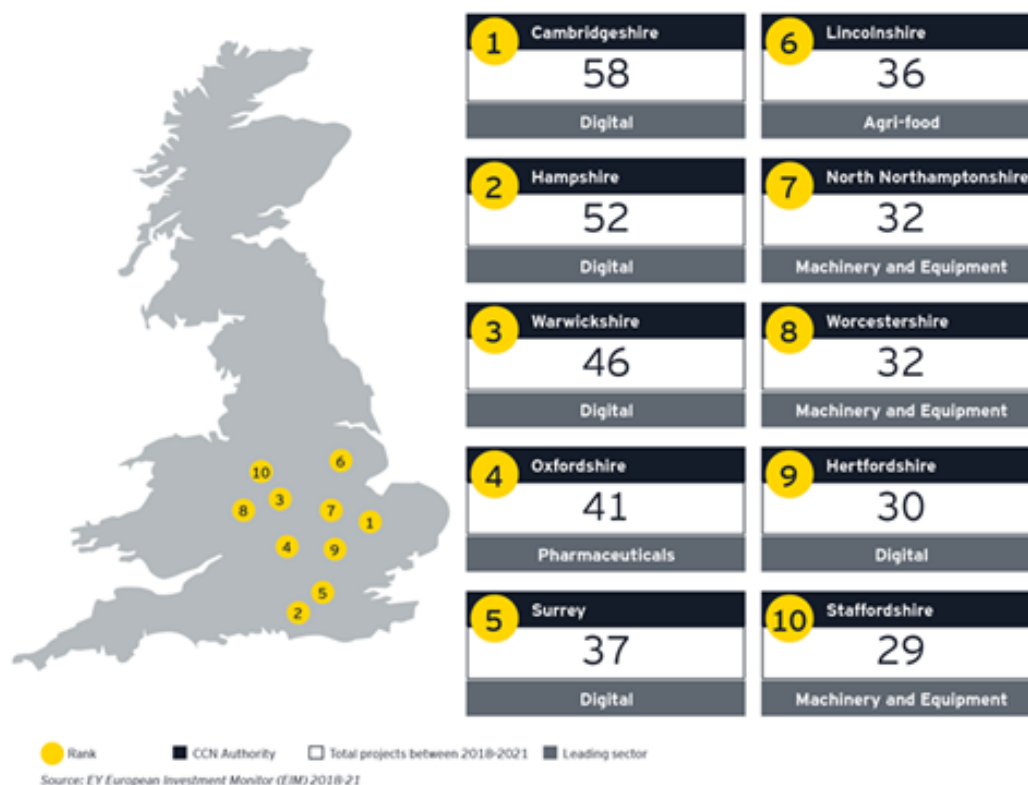 1 Cambridgeshire
58
Digital
6 Lincolnshire
36
Agri-food
2 Hampshire
52
Digital
7 North Northamptonshire
32
Machinery and Equipment
3 Warwickshire
46
Digital
8 Worcestershire
32
Machinery and Equipment
4 Oxfordshire
41
Pharmaceuticals
9 Hertfordshire
30
Digital
5 Surrey
37
Digital
10 Staffordshire
29
Machinery and Equipment
6
10
3
8
7
1
4
9
5
2
Rank
CCN Authority
Total projects between 2018-2021
Leading sector
Source: EY European Investment Monitor (EIM) 2018-21